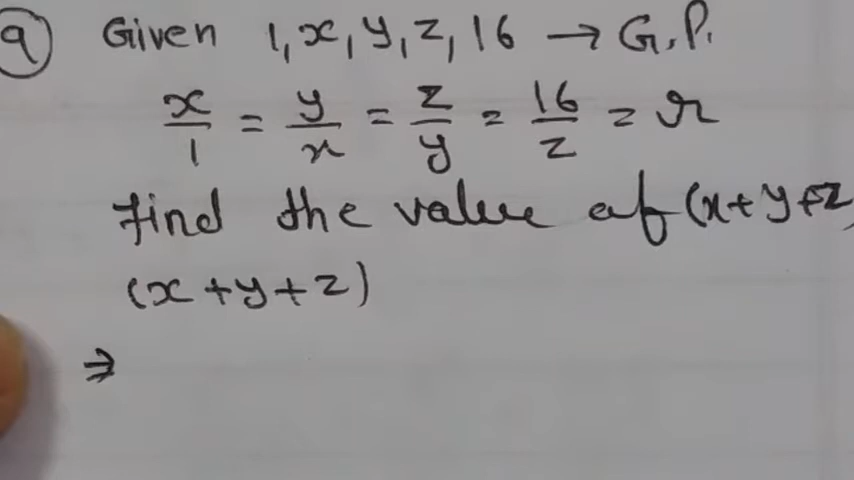 9 Given 1, x, y, z, 16 → G.P.
x/1 = y/x = z/y = 16/z = r
find the value of (x+y+z)
(x+y+z)
⇒